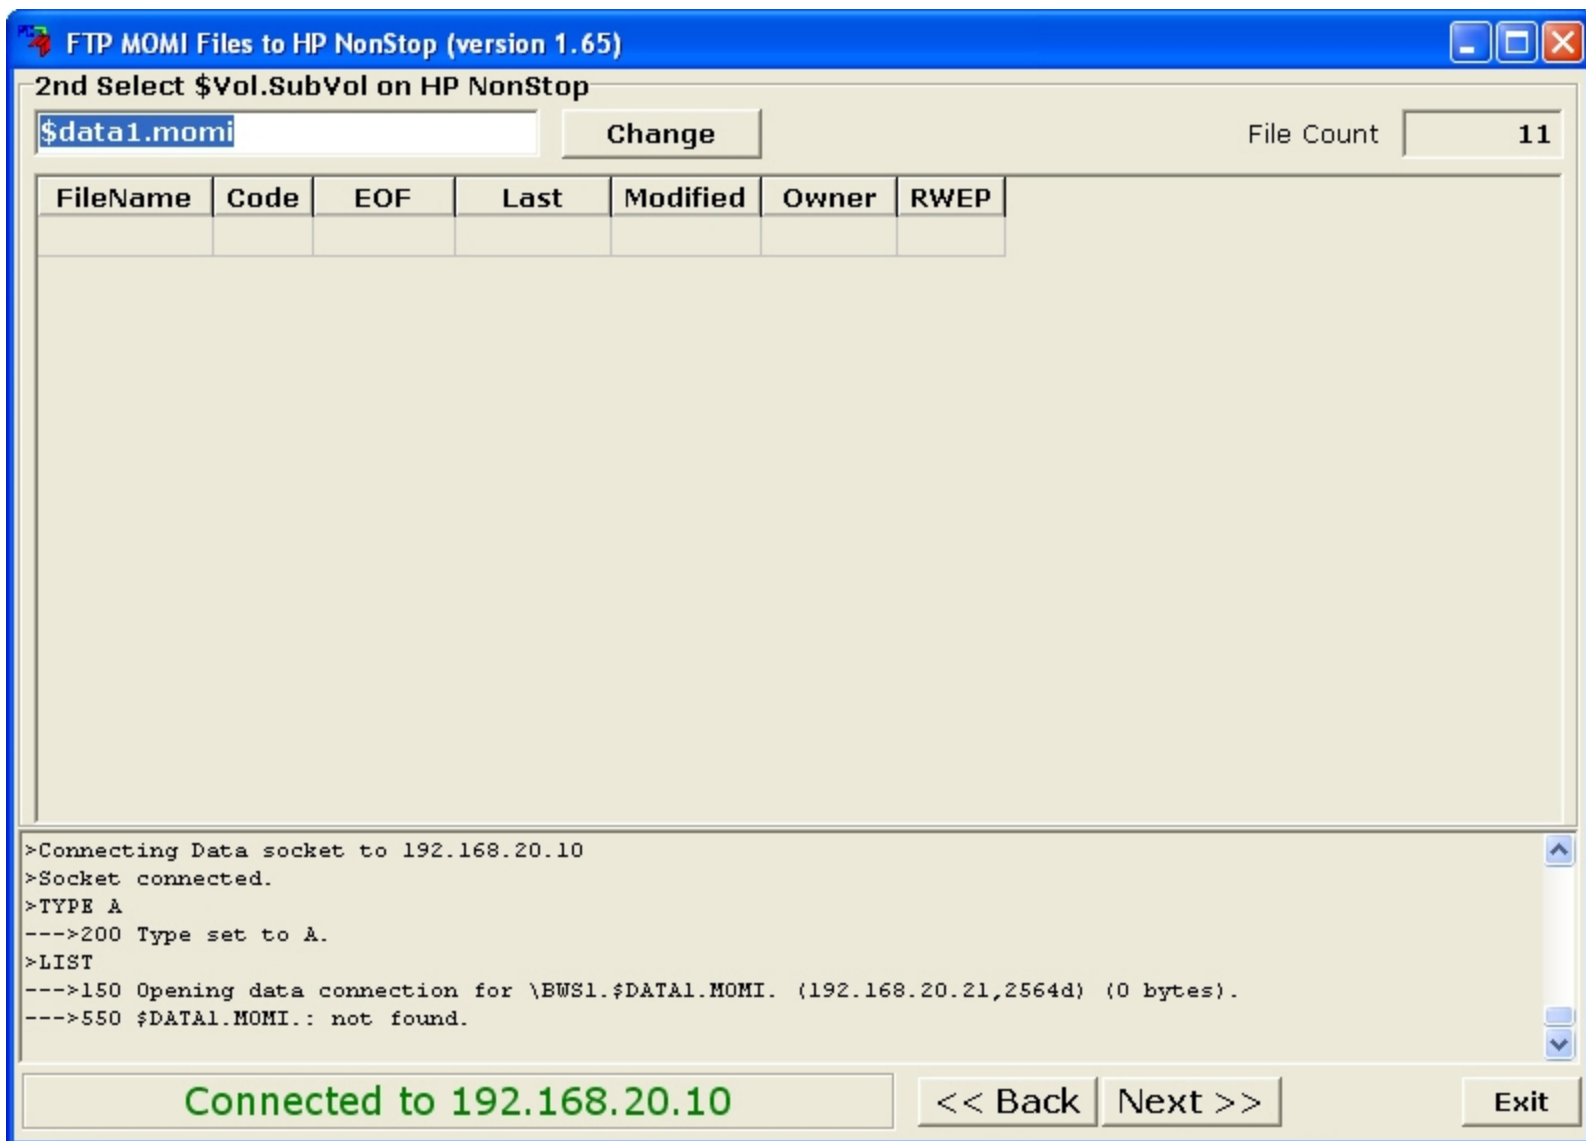 FTP MOMI Files to HP NonStop (version 1.65)
2nd Select $Vol.SubVol on HP NonStop
$data1.momi Change File Count 11
FileName Code EOF Last Modified Owner RWEP
>Connecting Data socket to 192.168.20.10
>Socket connected.
>TYPE A
--->200 Type set to A.
>LIST
--->150 Opening data connection for \BWS1.$DATA1.MOMI. (192.168.20.21,2564d) (0 bytes).
--->550 $DATA1.MOMI.: not found.
Connected to 192.168.20.10 << Back Next >> Exit